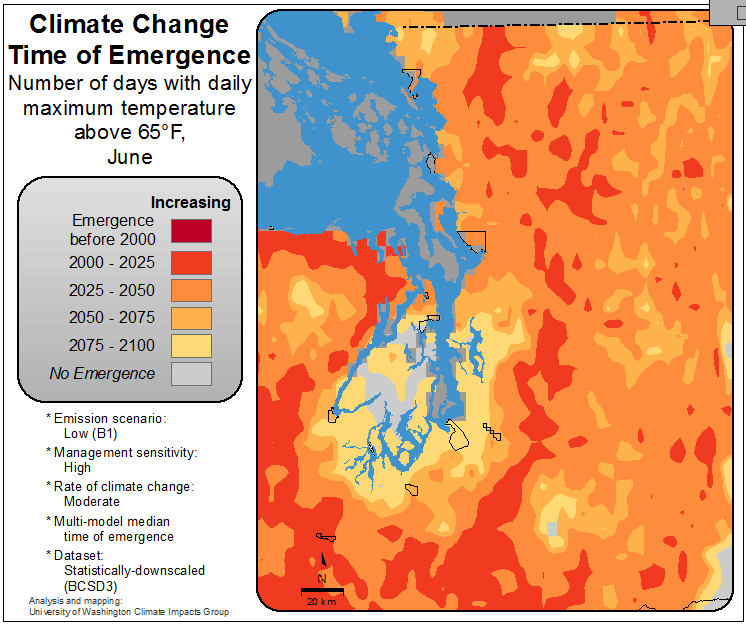 Climate Change
Time of Emergence
Number of days with daily
maximum temperature
above 65°F,
June
Increasing
Emergence
before 2000
2000 - 2025
2025 - 2050
2050 - 2075
2075 - 2100
No Emergence
* Emission scenario:
Low (B1)
* Management sensitivity:
High
* Rate of climate change:
Moderate
* Multi-model median
time of emergence
* Dataset:
Statistically-downscaled
(BCSD3)
Analysis and mapping:
University of Washington Climate Impacts Group
N
20 km